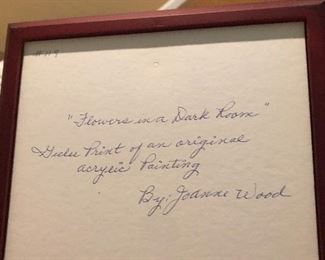 "Flowers in a Dark Room"
Giclee Print of an original
acrylic Painting
By: Joanne Wood